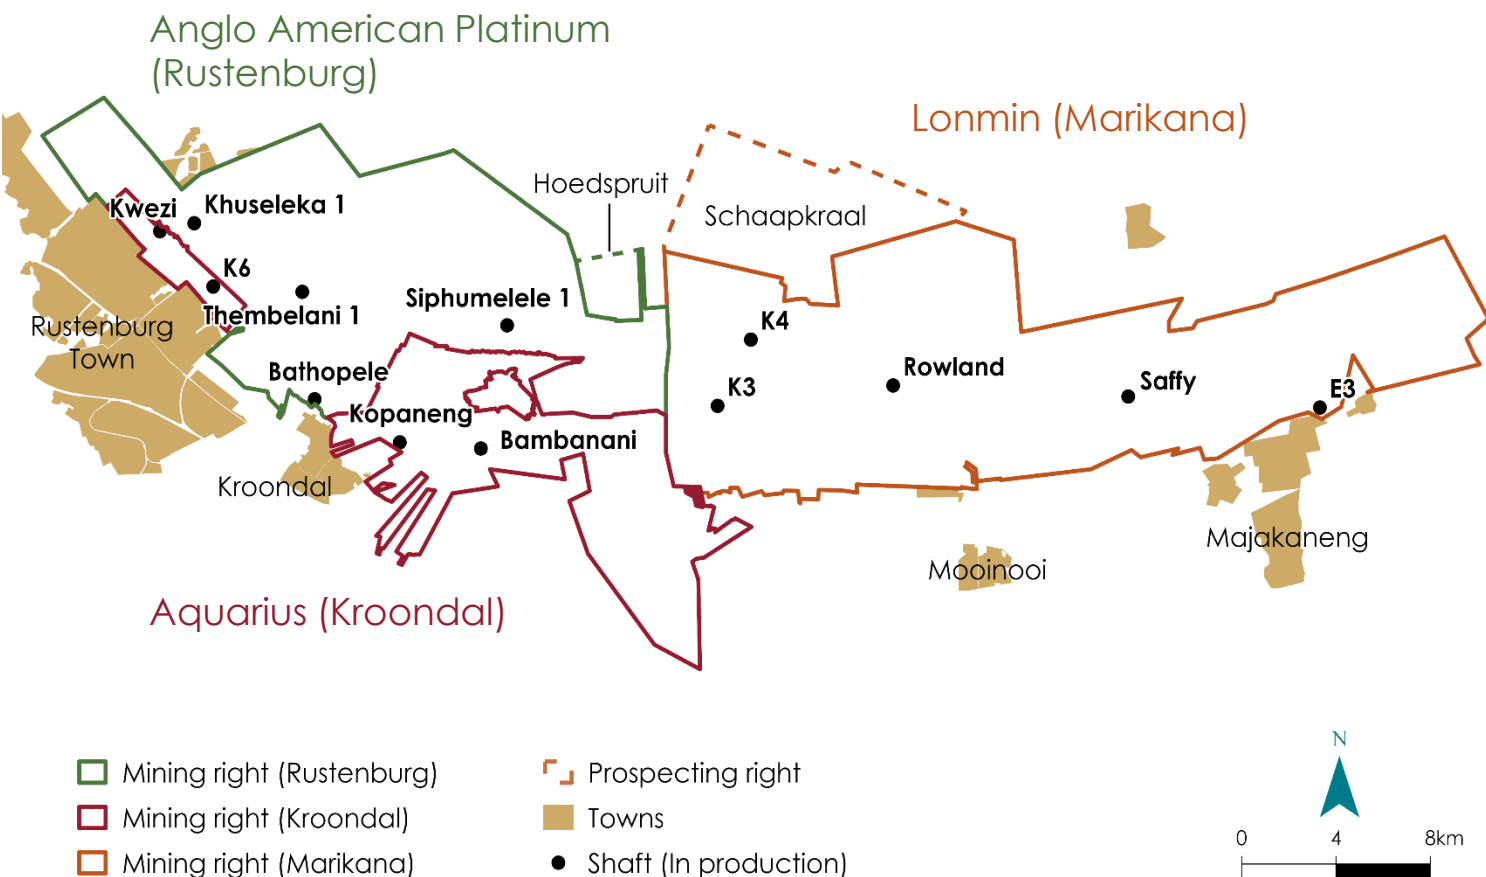 Anglo American Platinum
(Rustenburg)
Lonmin (Marikana)
Hoedspruit
Schaapkraal
Kwezi
Khuseleka 1
K6
Thembelani 1
Siphumelele 1
Rustenburg
Town
K4
Bathopele
K3
Rowland
Saffy
E3
Kopaneng
Bambanani
Kroondal
Majakaneng
Mooinooi
Aquarius (Kroondal)
Mining right (Rustenburg)
Mining right (Kroondal)
Mining right (Marikana)
Prospecting right
Towns
Shaft (In production)
N
0 4 8km